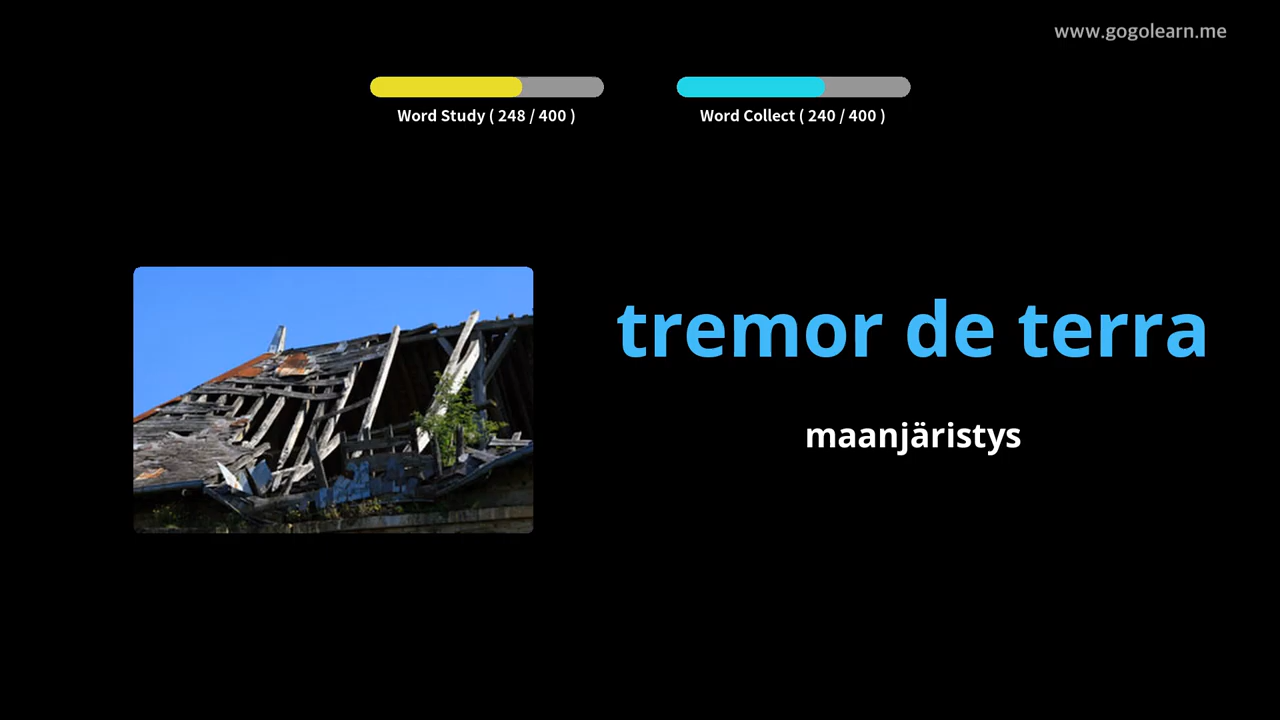 www.gogolearn.me
Word Study ( 248 / 400 )
Word Collect ( 240 / 400 )
tremor de terra
maanjäristys